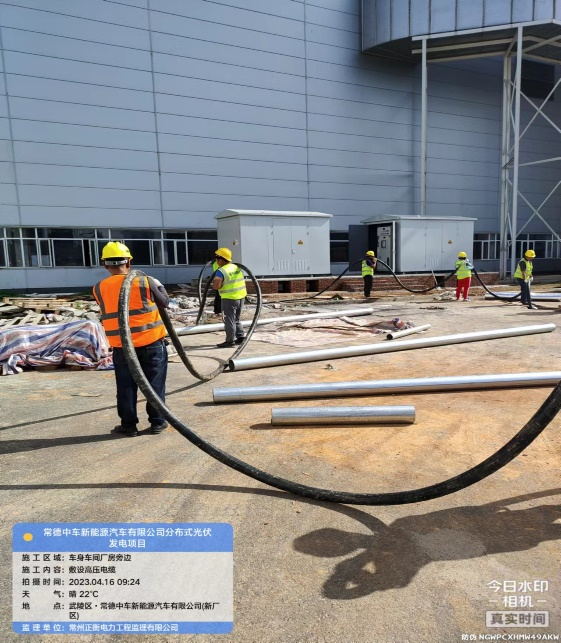 常德中车新能源汽车有限公司分布式光伏
发电项目
施工区域：车身车间厂房旁边
施工内容：敷设高压电缆
拍摄时间：2023.04.16 09:24
天 气：晴 22℃
地 点：武陵区·常德中车新能源汽车有限公司(新厂
区)
监理单位：常州正衡电力工程监理有限公司
今日水印
相机
真实时间
防伪 NGWPCXHMW49AKW